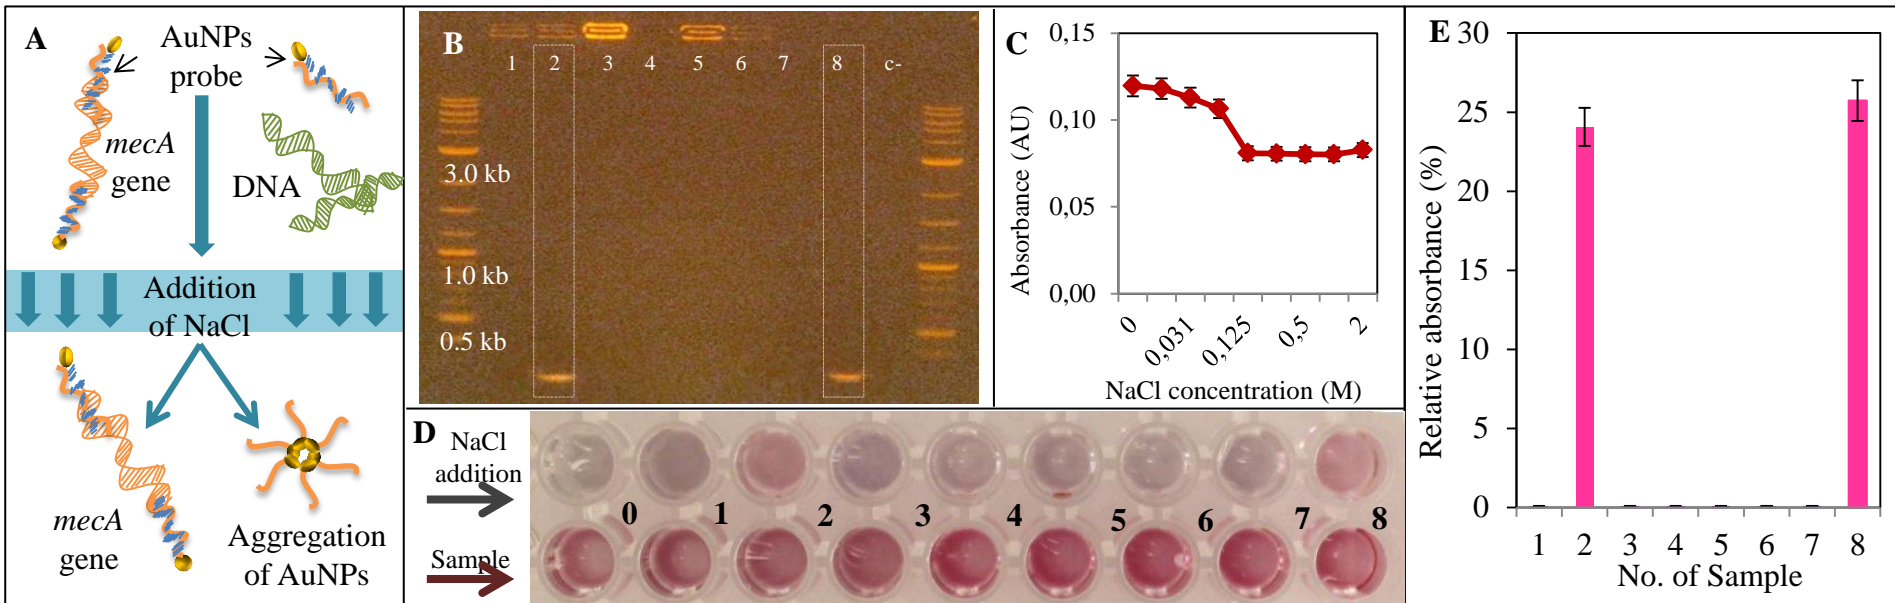 A
AuNPs
probe
mecA
gene
DNA
Addition
of NaCl
mecA
gene
Aggregation
of AuNPs
B
1 2 3 4 5 6 7 8 c-
3.0 kb
1.0 kb
0.5 kb
C
Absorbance (AU)
0,15
0,10
0,05
0,00
0 0,031 0,125 0,5 2
NaCl concentration (M)
D
NaCl
addition
0 1 2 3 4 5 6 7 8
Sample
E
Relative absorbance (%)
30
25
20
15
10
5
0
1 2 3 4 5 6 7 8
No. of Sample